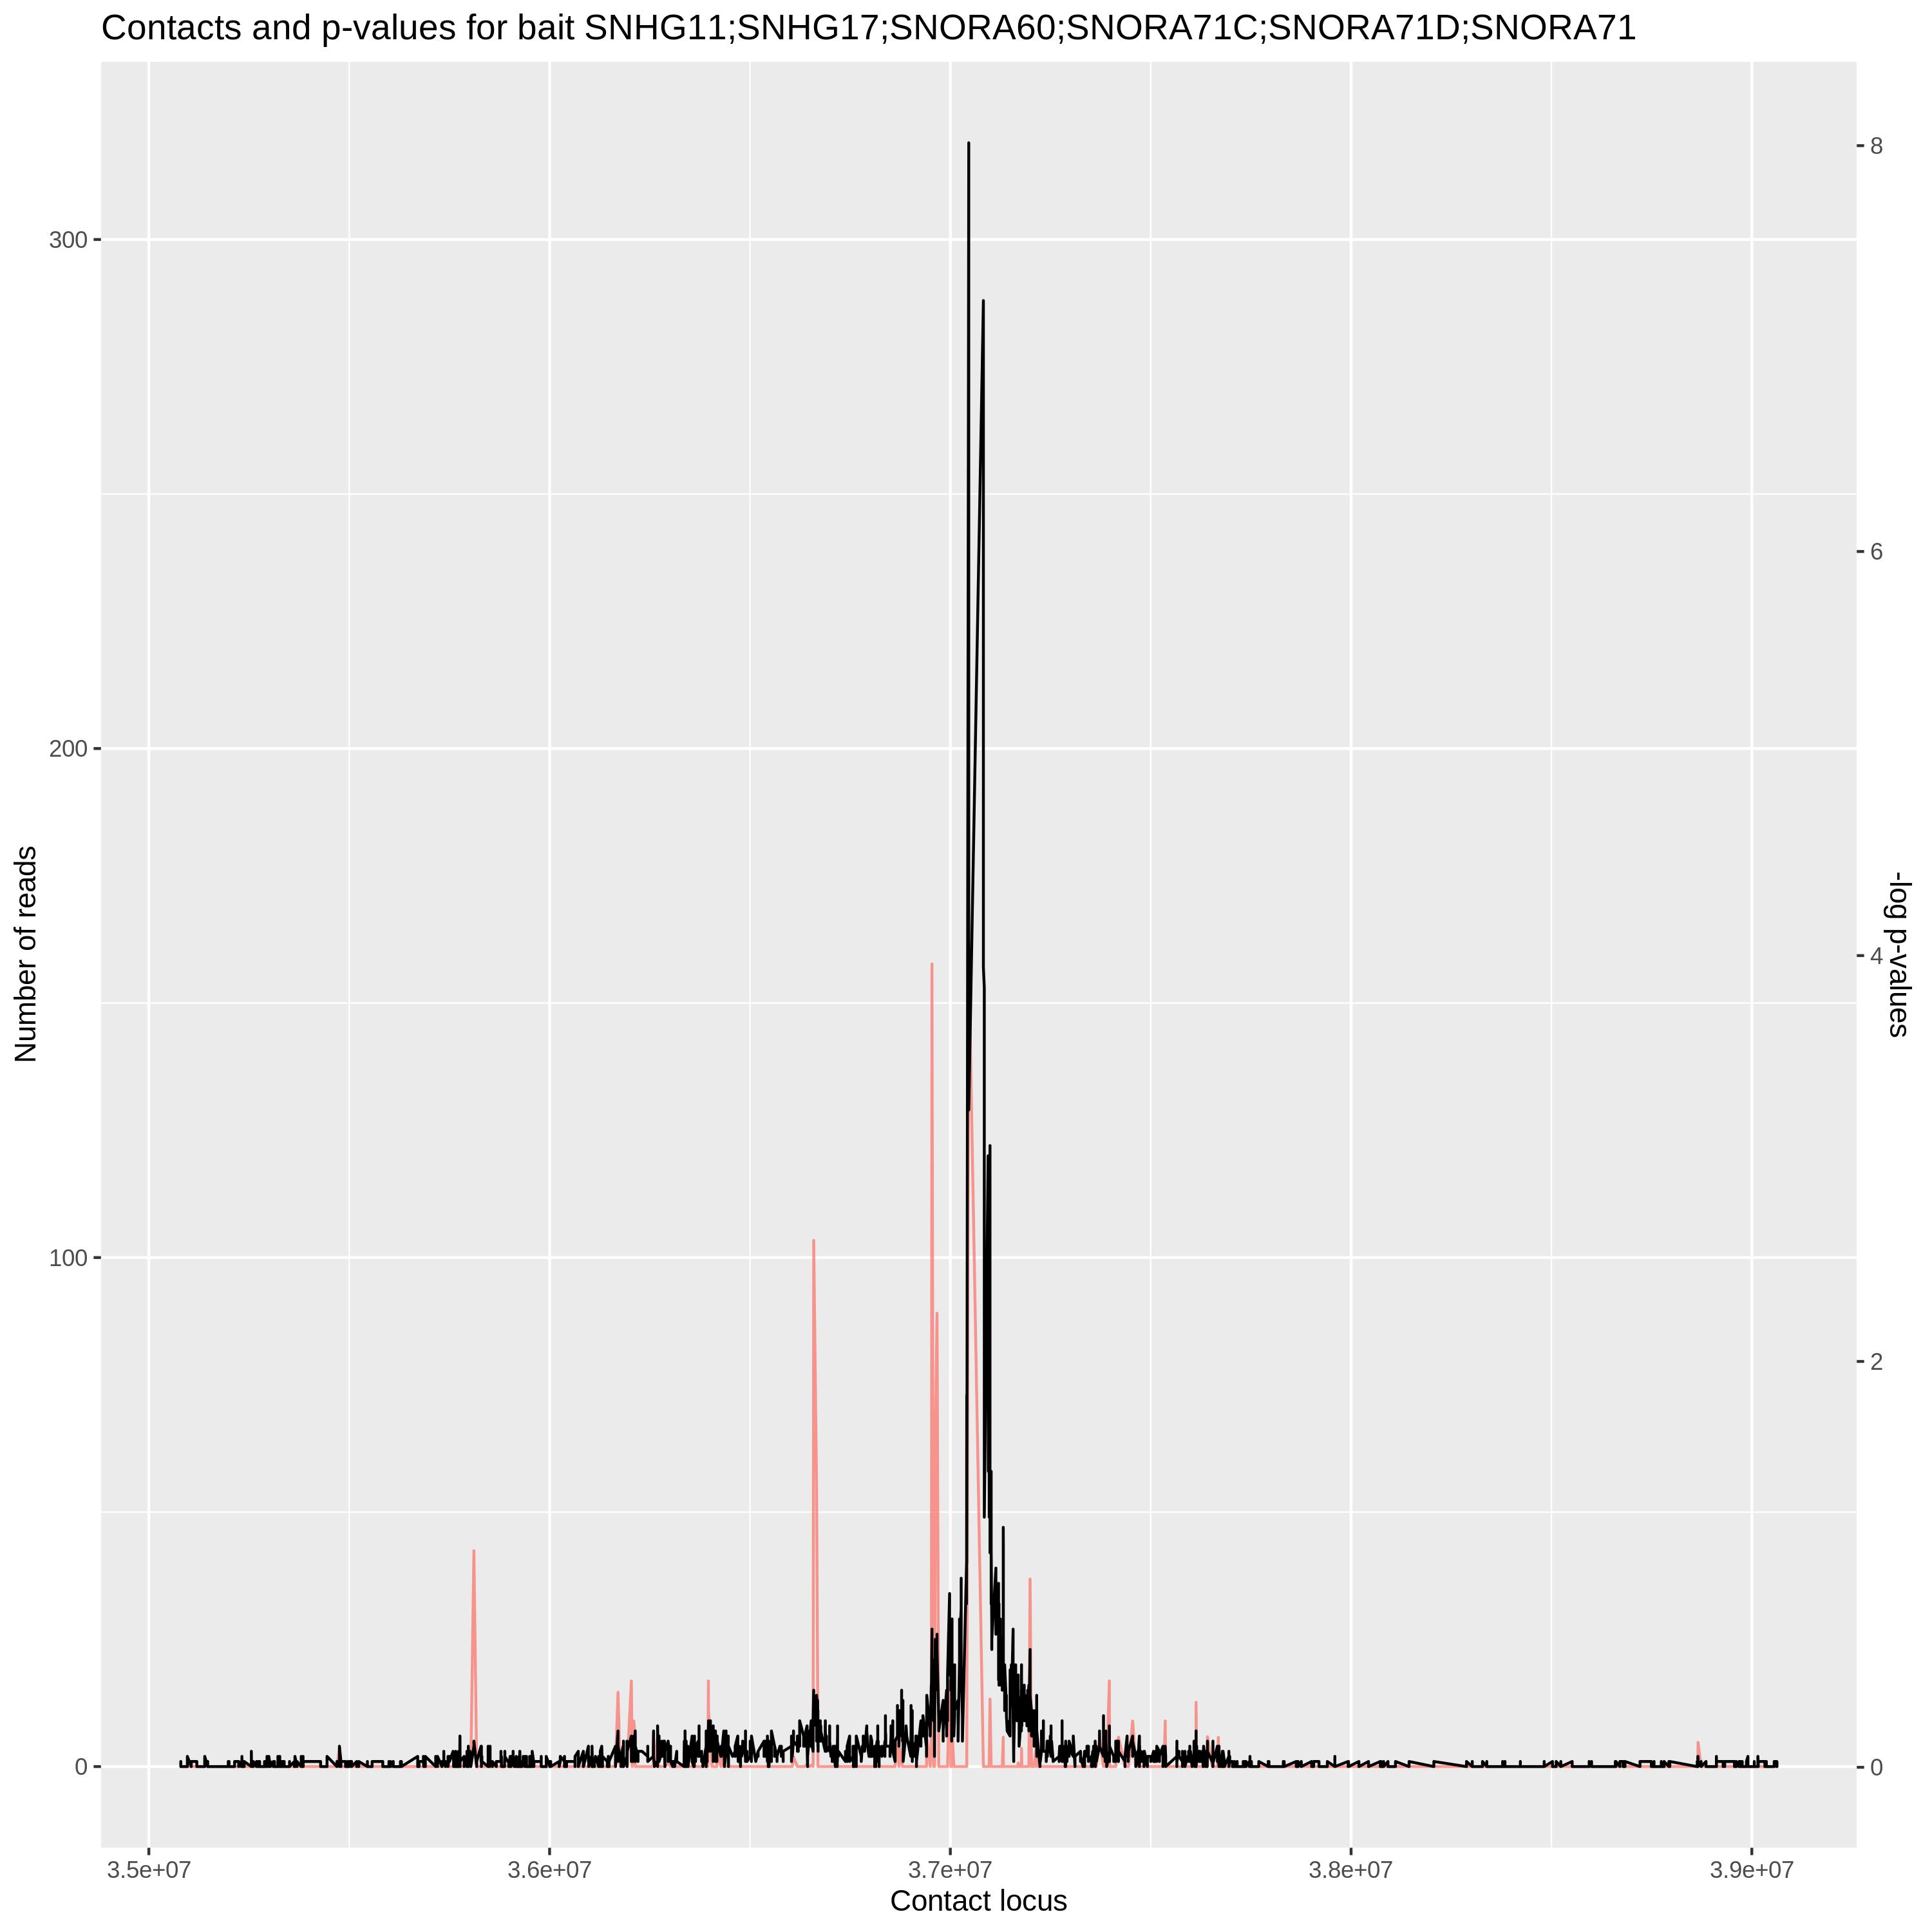 Contacts and p-values for bait SNHG11;SNHG17;SNORA60;SNORA71C;SNORA71D;SNORA71
Number of reads
300
200
100
0
8
6
4
2
0
-log p-values
3.5e+07 3.6e+07 3.7e+07 3.8e+07 3.9e+07
Contact locus